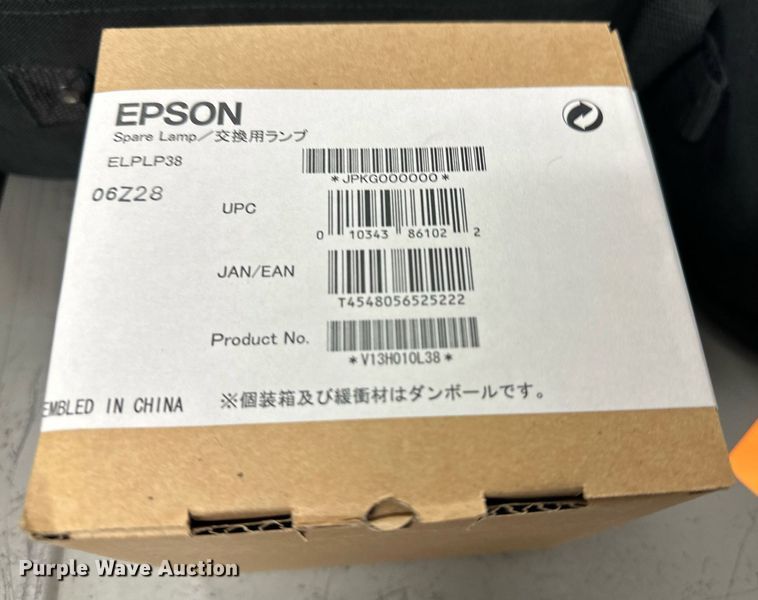 EPSON
Spare Lamp／交換用ランプ
ELPLP38
*JPKG000000*
06Z28
UPC
0 10343 86102 2
JAN/EAN
T4548056525222
Product No.
*V13H010L38*
EMBLED IN CHINA
※個装箱及び緩衝材はダンボールです。
Purple Wave Auction